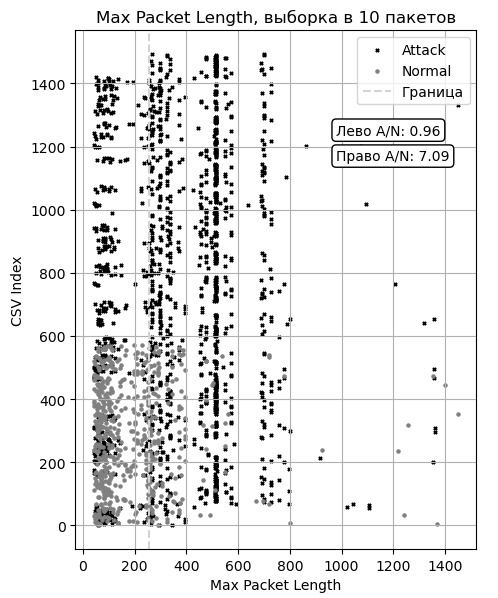 Max Packet Length, выборка в 10 пакетов
Attack
Normal
Граница
Лево A/N: 0.96
Право A/N: 7.09
1400
1200
1000
800
600
400
200
0
CSV Index
0 200 400 600 800 1000 1200 1400
Max Packet Length